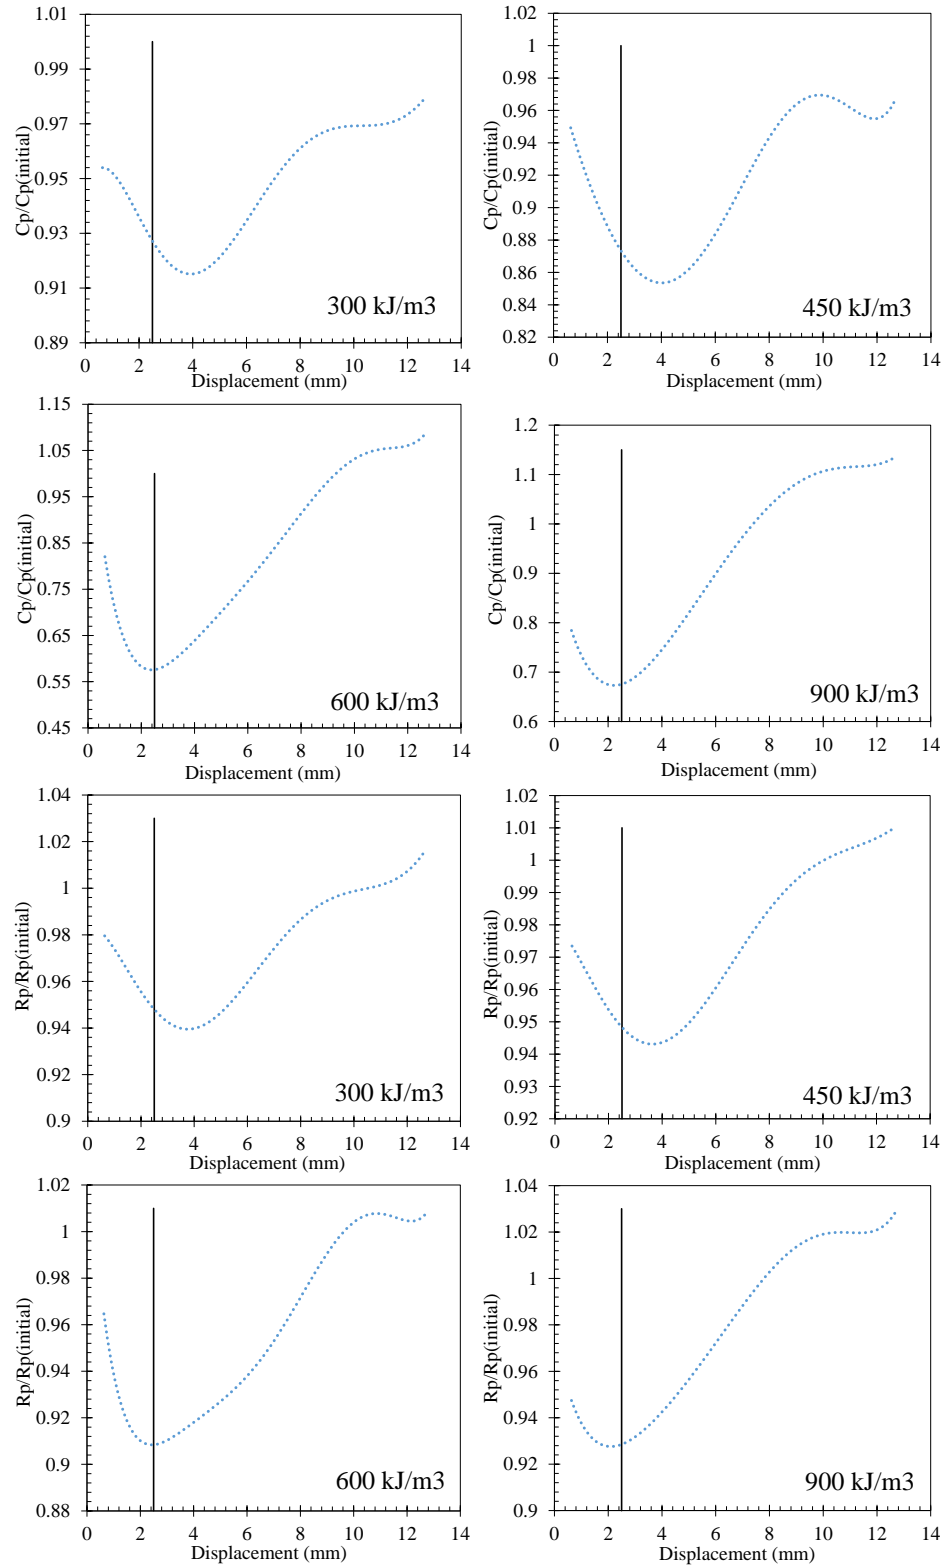 1.01
0.99
0.97
0.95
0.93
0.91
0.89
Cp/Cp(initial)
300 kJ/m3
0 2 4 6 8 10 12 14
Displacement (mm)
1.02
1
0.98
0.96
0.94
0.92
0.9
0.88
0.86
0.84
0.82
Cp/Cp(initial)
450 kJ/m3
0 2 4 6 8 10 12 14
Displacement (mm)
1.15
1.05
0.95
0.85
0.75
0.65
0.55
0.45
Cp/Cp(initial)
600 kJ/m3
0 2 4 6 8 10 12 14
Displacement (mm)
1.2
1.1
1
0.9
0.8
0.7
0.6
Cp/Cp(initial)
900 kJ/m3
0 2 4 6 8 10 12 14
Displacement (mm)
1.04
1.02
1
0.98
0.96
0.94
0.92
0.9
Rp/Rp(initial)
300 kJ/m3
0 2 4 6 8 10 12 14
Displacement (mm)
1.02
1.01
1
0.99
0.98
0.97
0.96
0.95
0.94
0.93
0.92
Rp/Rp(initial)
450 kJ/m3
0 2 4 6 8 10 12 14
Displacement (mm)
1.02
1
0.98
0.96
0.94
0.92
0.9
0.88
Rp/Rp(initial)
600 kJ/m3
0 2 4 6 8 10 12 14
Displacement (mm)
1.04
1.02
1
0.98
0.96
0.94
0.92
0.9
Rp/Rp(initial)
900 kJ/m3
0 2 4 6 8 10 12 14
Displacement (mm)